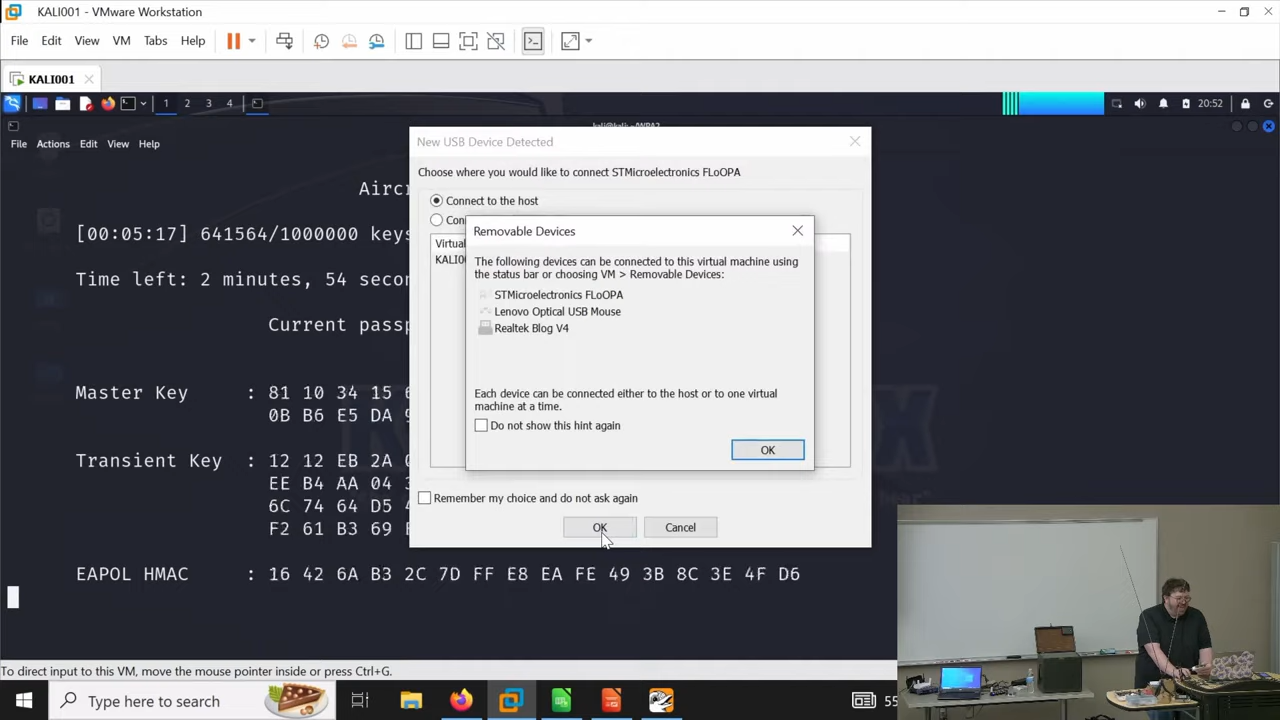 KALI001 - VMware Workstation
File Edit View VM Tabs Help
KALI001
1 2 3 4
20:52
File Actions Edit View Help
New USB Device Detected
Choose where you would like to connect STMicroelectronics FLoOPA
Connect to the host
Removable Devices
The following devices can be connected to this virtual machine using
the status bar or choosing VM > Removable Devices:
STMicroelectronics FLoOPA
Lenovo Optical USB Mouse
Realtek Blog V4
Each device can be connected either to the host or to one virtual
machine at a time.
Do not show this hint again
OK
Remember my choice and do not ask again
OK Cancel
[00:05:17] 641564/1000000 keys
Time left: 2 minutes, 54
Current
Master Key : 81 10 34 15
0B B6 E5 DA
Transient Key : 12 12 EB 2A
EE B4 AA 04
6C 74 64 D5
F2 61 B3 69
EAPOL HMAC : 16 42 6A B3 2C 7D FF E8 EA FE 49 3B 8C 3E 4F D6
To direct input to this VM, move the mouse pointer inside or press Ctrl+G.
Type here to search